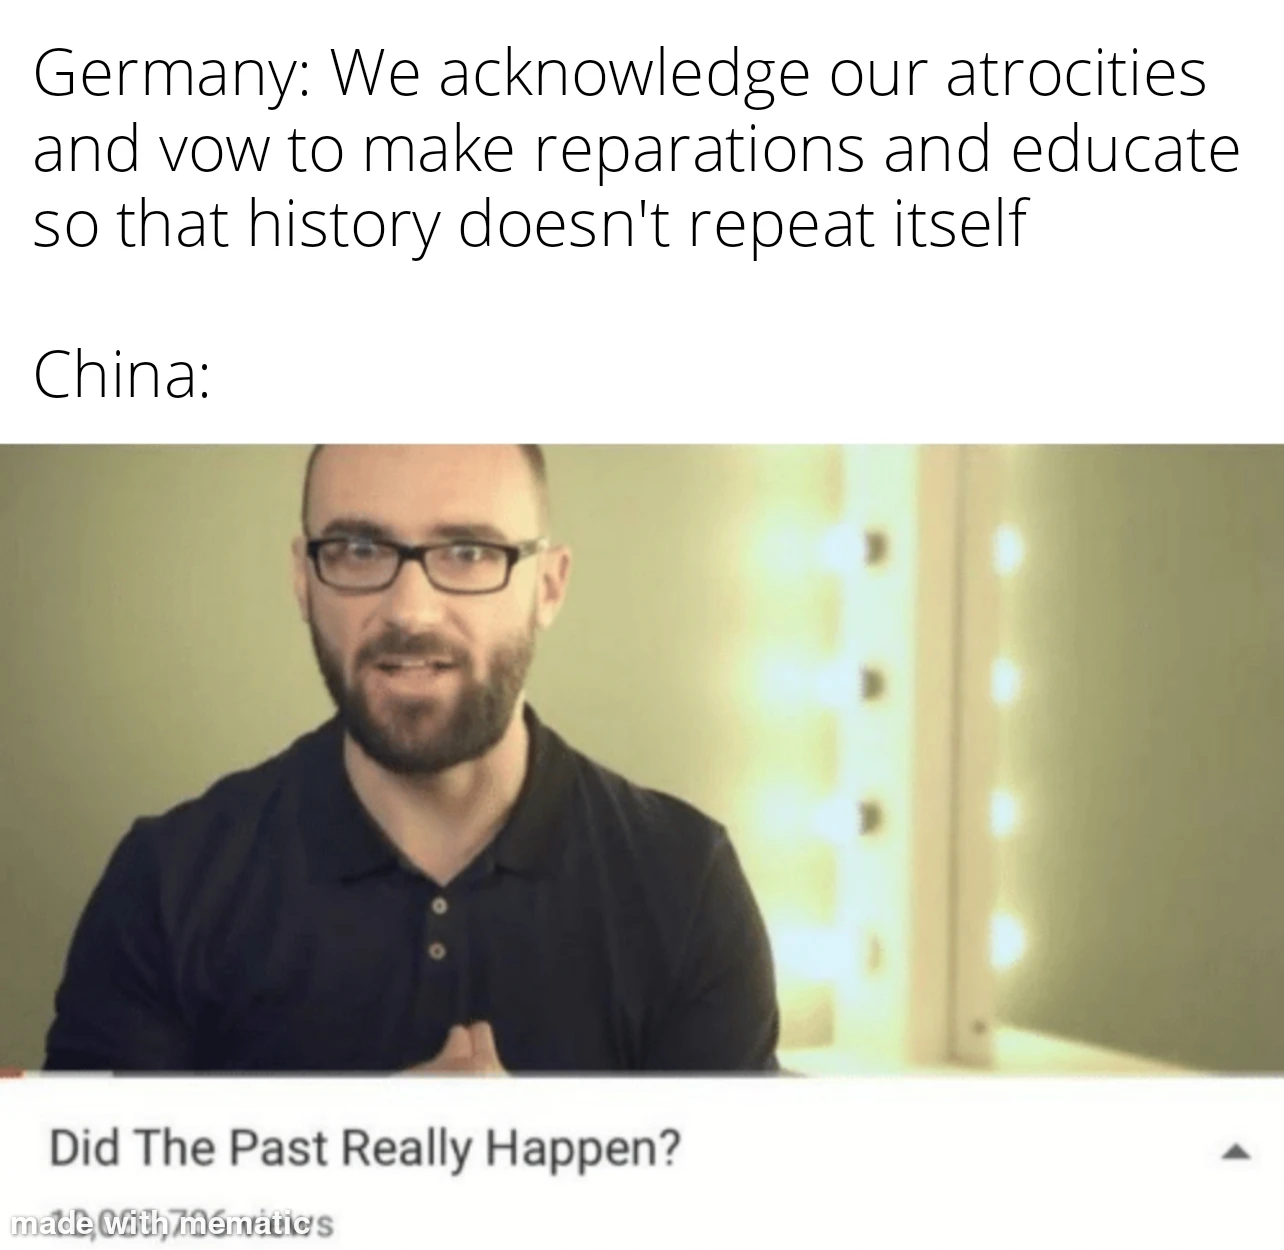 Germany: We acknowledge our atrocities
and vow to make reparations and educate
so that history doesn't repeat itself
China:
Did The Past Really Happen?
made with mematic